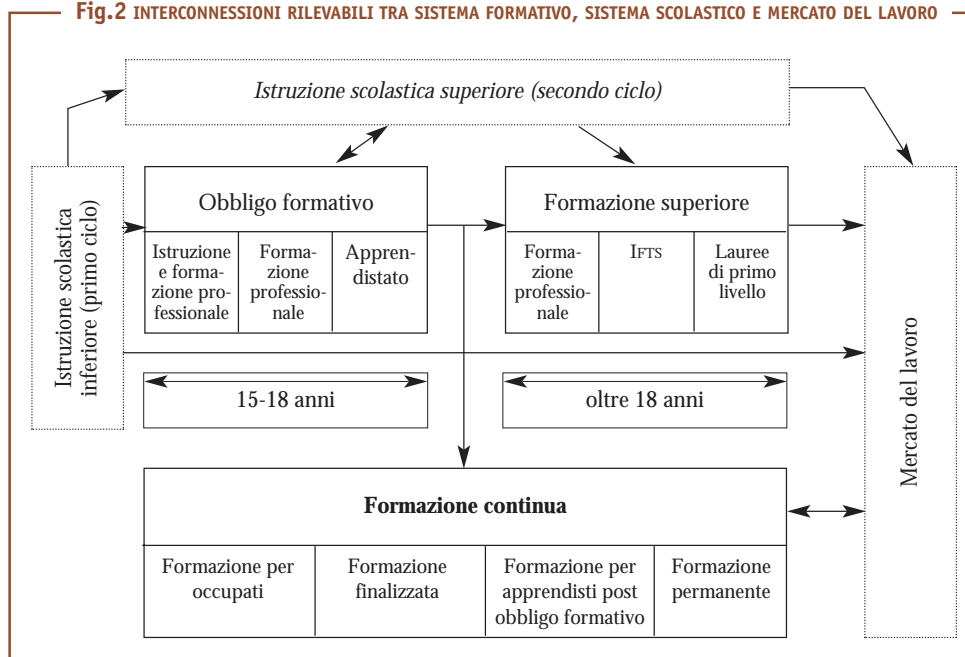 Fig.2 INTERCONNESSIONI RILEVABILI TRA SISTEMA FORMATIVO, SISTEMA SCOLASTICO E MERCATO DEL LAVORO
Istruzione scolastica superiore (secondo ciclo)
Istruzione scolastica
inferiore (primo ciclo)
Obbligo formativo
Istruzione
e forma-
zione pro-
fessionale
Forma-
zione
professio-
nale
Appren-
distato
Formazione superiore
Forma-
zione
professio-
nale
IFTS
Lauree
di primo
livello
Mercato del lavoro
15-18 anni
oltre 18 anni
Formazione continua
Formazione per
occupati
Formazione
finalizzata
Formazione per
apprendisti post
obbligo formativo
Formazione
permanente